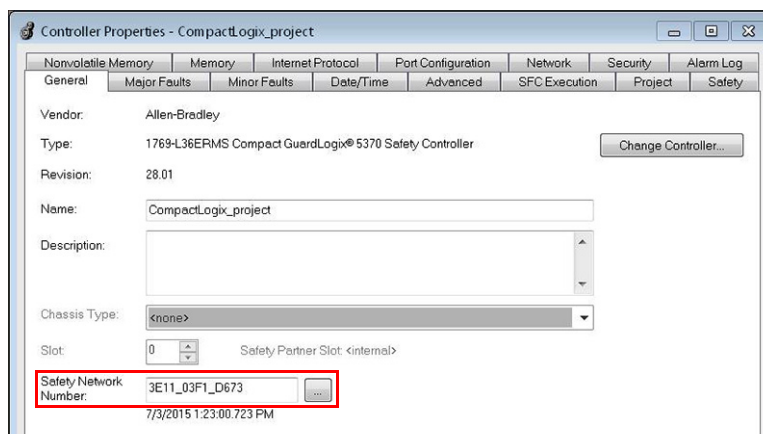 Controller Properties - CompactLogix_project
Nonvolatile Memory Memory Internet Protocol Port Configuration Network Security Alarm Log
General Major Faults Minor Faults Date/Time Advanced SFC Execution Project Safety
Vendor: Allen-Bradley
Type: 1769-L36ERMS Compact GuardLogix® 5370 Safety Controller Change Controller...
Revision: 28.01
Name: CompactLogix_project
Description:
Chassis Type: <none>
Slot: 0 Safety Partner Slot: <internal>
Safety Network
Number: 3E11_03F1_D673 ...
7/3/2015 1:23:00.723 PM